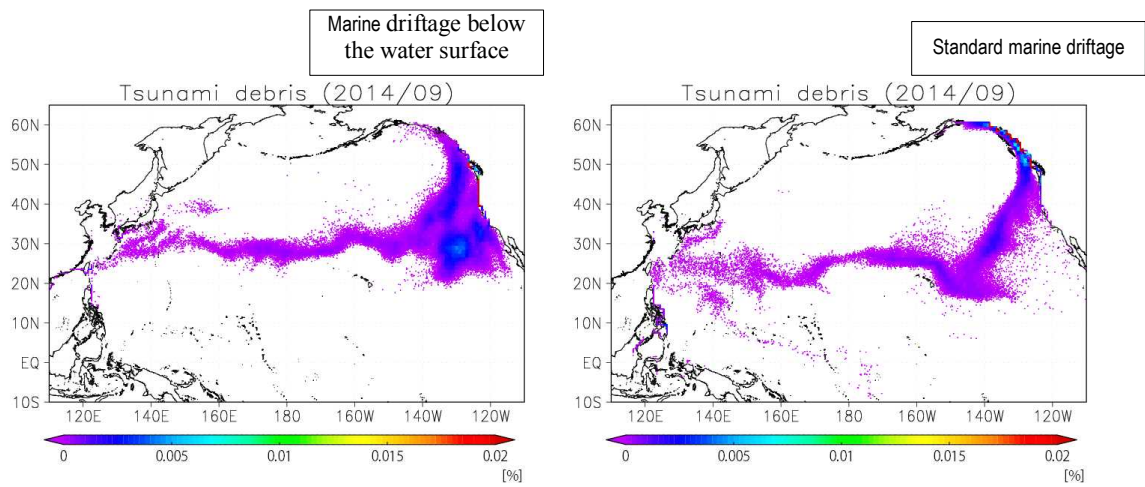 Marine driftage below
the water surface
Standard marine driftage
Tsunami debris (2014/09)
60N
50N
40N
30N
20N
10N
EQ
10S
120E 140E 160E 180E 160W 140W 120W
0 0.005 0.01 0.015 0.02
[%]
Tsunami debris (2014/09)
60N
50N
40N
30N
20N
10N
EQ
10S
120E 140E 160E 180E 160W 140W 120W
0 0.005 0.01 0.015 0.02
[%]